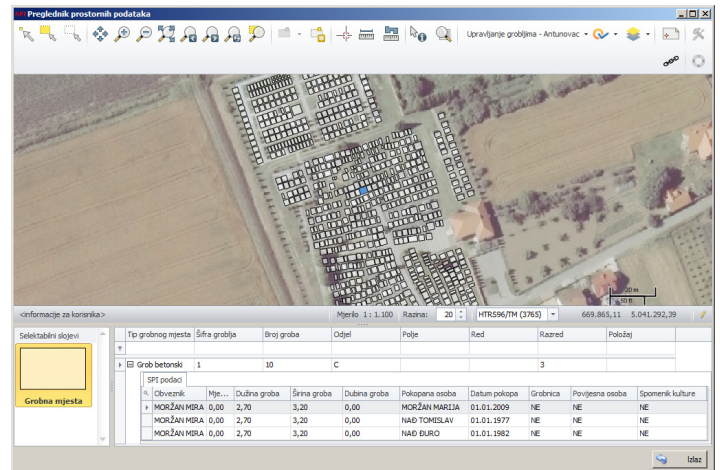 SPI Preglednik prostornih podataka
Upravljanje grobljima - Antunovac
20 m
50 ft
<informacije za korisnika>
Mjerilo 1 : 1.100
Razina: 20
HTRS96/TM (3765)
669.865,11 5.041.292,39
Selektabilni slojevi
Grobna mjesta
Tip grobnog mjesta Šifra groblja Broj groba Odjel Polje Red Razred Položaj
Grob betonski 1 10 C 3
SPI podaci
Obveznik Mje... Dužina groba Širina groba Dubina groba Pokopana osoba Datum pokopa Grobnica Povijesna osoba Spomenik kulture
MORŽAN MIRA 0,00 2,70 3,20 0,00 MORŽAN MARIJA 01.01.2009 NE NE NE
MORŽAN MIRA 0,00 2,70 3,20 0,00 NAĐ TOMISLAV 01.01.1977 NE NE NE
MORŽAN MIRA 0,00 2,70 3,20 0,00 NAĐ ĐURO 01.01.1982 NE NE NE
Izlaz